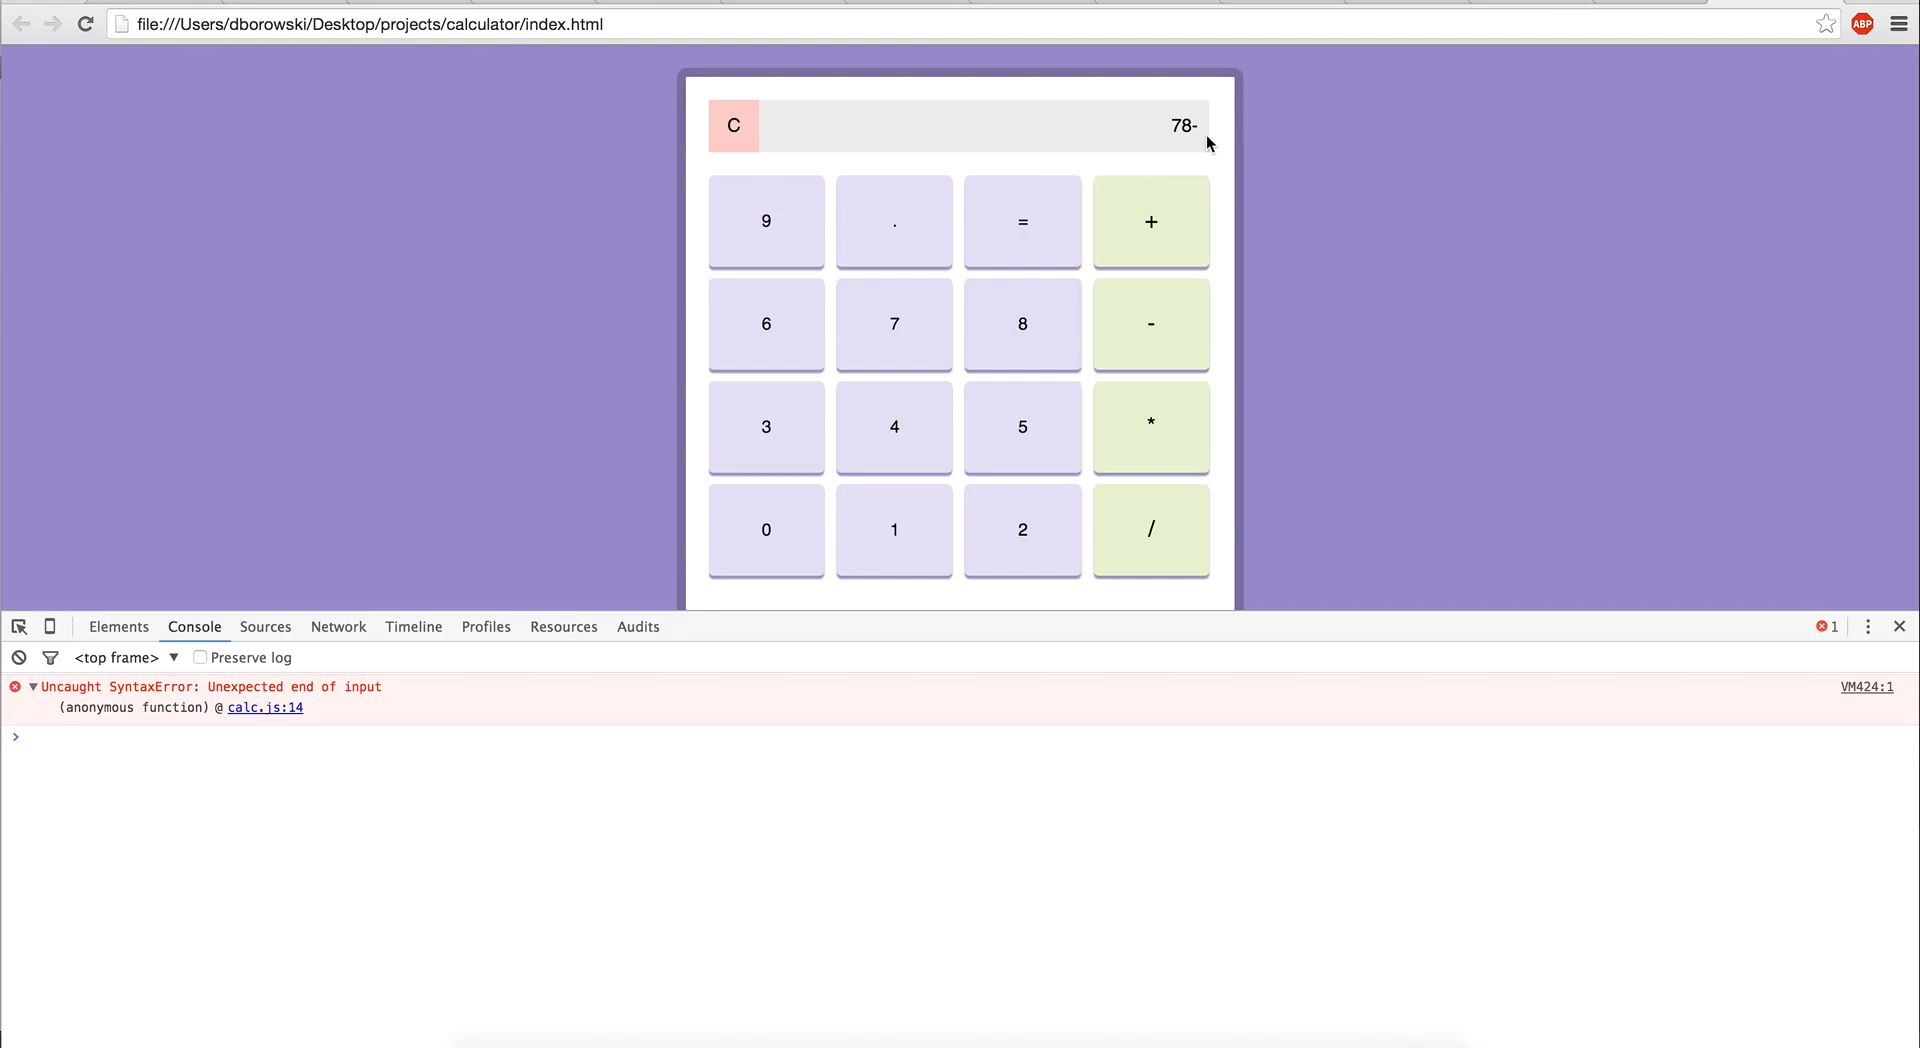 file:///Users/dborowski/Desktop/projects/calculator/index.html
ABP
C 78-
9 . = +
6 7 8 -
3 4 5 *
0 1 2 /
Elements Console Sources Network Timeline Profiles Resources Audits 1
<top frame> Preserve log
Uncaught SyntaxError: Unexpected end of input VM424:1
(anonymous function) @ calc.js:14
>